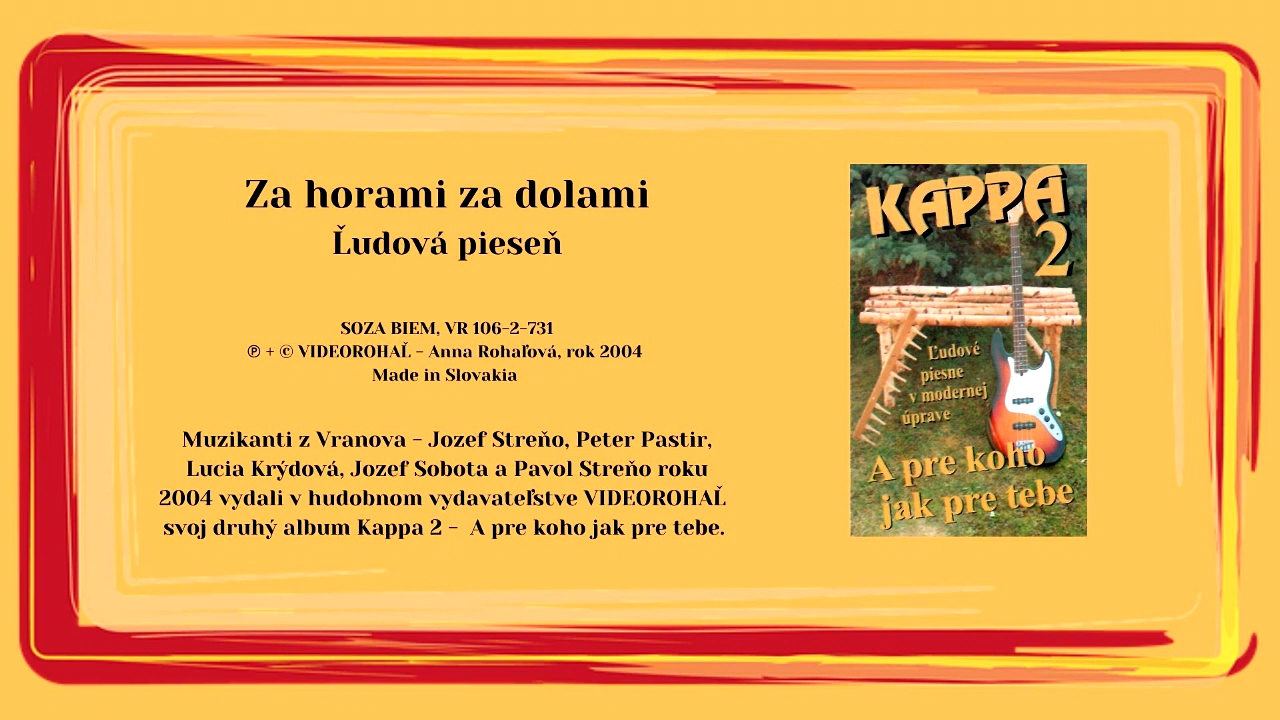 Za horami za dolami
Ľudová pieseň
SOZA BIEM, VR 106-2-731
℗ + © VIDEOROHAĽ - Anna Rohaľová, rok 2004
Made in Slovakia
Muzikanti z Vranova - Jozef Streňo, Peter Pastir,
Lucia Krýdová, Jozef Sobota a Pavol Streňo roku
2004 vydali v hudobnom vydavateľstve VIDEOROHAĽ
svoj druhý album Kappa 2 - A pre koho jak pre tebe.
KAPPA
2
Ľudové
piesne
v modernej
úprave
A pre koho
jak pre tebe